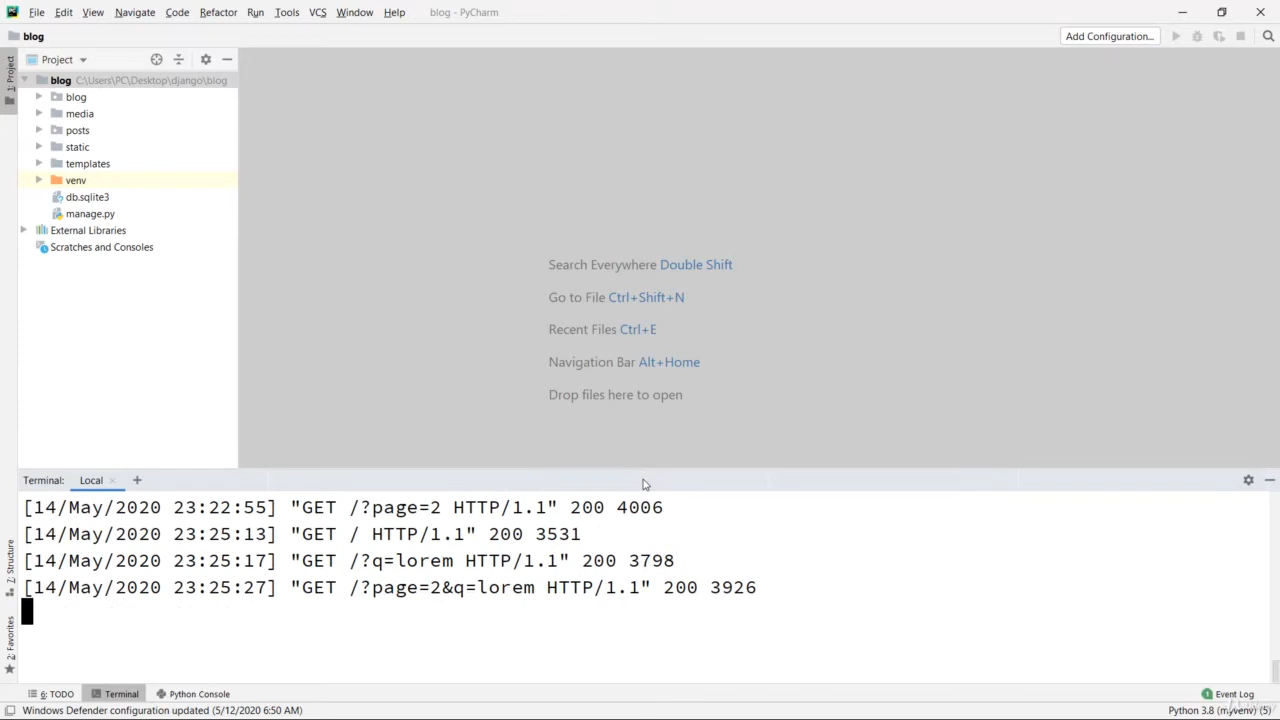 File Edit View Navigate Code Refactor Run Tools VCS Window Help blog - PyCharm
blog Add Configuration...
Project
1: Project
blog C:\Users\PC\Desktop\django\blog
blog
media
posts
static
templates
venv
db.sqlite3
manage.py
External Libraries
Scratches and Consoles
Search Everywhere Double Shift
Go to File Ctrl+Shift+N
Recent Files Ctrl+E
Navigation Bar Alt+Home
Drop files here to open
Terminal: Local +
[14/May/2020 23:22:55] "GET /?page=2 HTTP/1.1" 200 4006
[14/May/2020 23:25:13] "GET / HTTP/1.1" 200 3531
[14/May/2020 23:25:17] "GET /?q=lorem HTTP/1.1" 200 3798
[14/May/2020 23:25:27] "GET /?page=2&q=lorem HTTP/1.1" 200 3926
7: Structure
2: Favorites
6: TODO Terminal Python Console 1 Event Log
Windows Defender configuration updated (5/12/2020 6:50 AM) Python 3.8 (myvenv) (5)